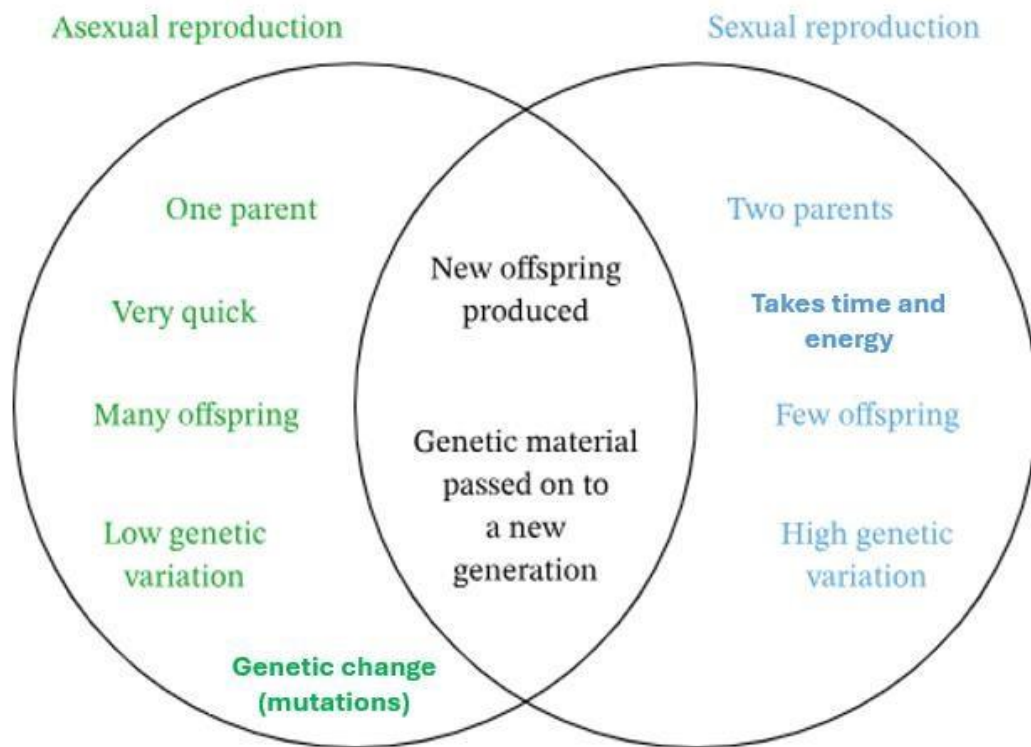 Asexual reproduction
Sexual reproduction
One parent
Very quick
Many offspring
Low genetic
variation
Genetic change
(mutations)
New offspring
produced
Genetic material
passed on to
a new
generation
Two parents
Takes time and
energy
Few offspring
High genetic
variation